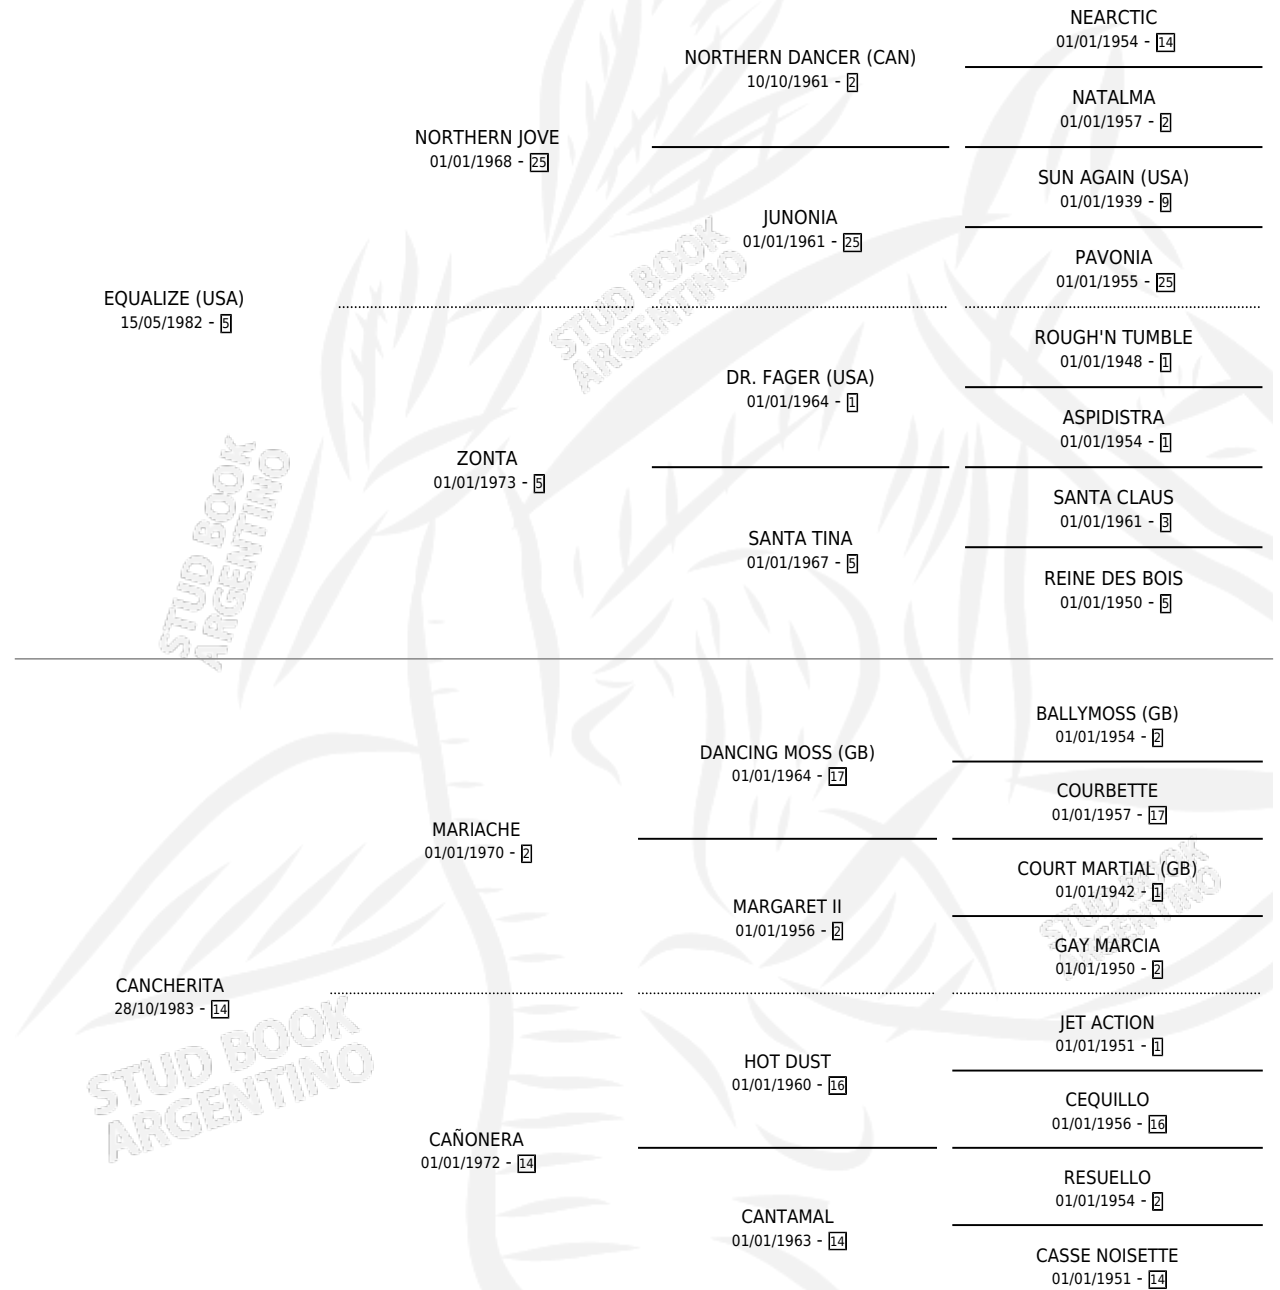 NEARCTIC
01/01/1954 - 14
NORTHERN DANCER (CAN)
10/10/1961 - 2
NATALMA
01/01/1957 - 2
NORTHERN JOVE
01/01/1968 - 25
SUN AGAIN (USA)
01/01/1939 - 9
JUNONIA
01/01/1961 - 25
PAVONIA
01/01/1955 - 25
EQUALIZE (USA)
15/05/1982 - 5
ROUGH'N TUMBLE
01/01/1948 - 1
DR. FAGER (USA)
01/01/1964 - 1
ASPIDISTRA
01/01/1954 - 1
ZONTA
01/01/1973 - 5
SANTA CLAUS
01/01/1961 - 3
SANTA TINA
01/01/1967 - 5
REINE DES BOIS
01/01/1950 - 5
STUD BOOK
ARGENTINO
STUD BOOK
ARGENTINO
BALLYMOSS (GB)
01/01/1954 - 2
DANCING MOSS (GB)
01/01/1964 - 17
COURBETTE
01/01/1957 - 17
MARIACHE
01/01/1970 - 2
COURT MARTIAL (GB)
01/01/1942 - 1
MARGARET II
01/01/1956 - 2
GAY MARCIA
01/01/1950 - 2
CANCHERITA
28/10/1983 - 14
JET ACTION
01/01/1951 - 1
HOT DUST
01/01/1960 - 16
CEQUILLO
01/01/1956 - 16
CAÑONERA
01/01/1972 - 14
RESUELLO
01/01/1954 - 2
CANTAMAL
01/01/1963 - 14
CASSE NOISETTE
01/01/1951 - 14
STUD BOOK
ARGENTINO
STUD BOOK
ARGENTINO